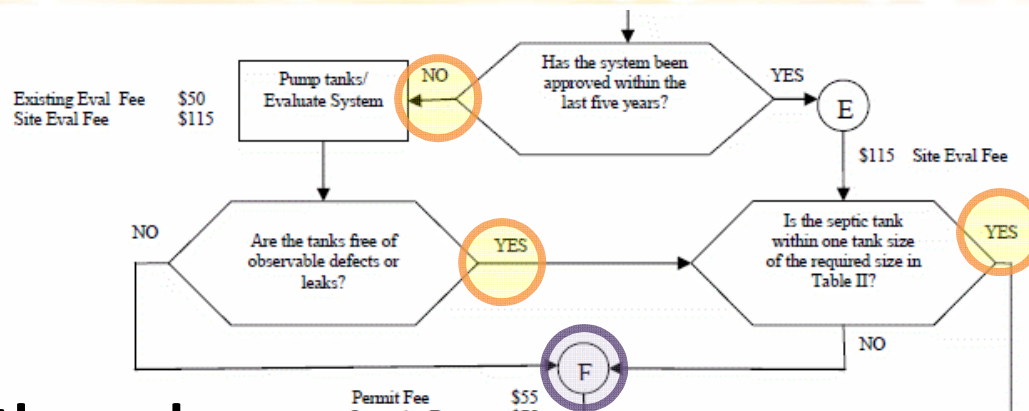 Has the system been
approved within the
last five years?
NO
YES
Pump tanks/
Evaluate System
Existing Eval Fee $50
Site Eval Fee $115
E
$115 Site Eval Fee
NO
Are the tanks free of
observable defects or
leaks?
YES
Is the septic tank
within one tank size
of the required size in
Table II?
YES
NO
F
Permit Fee $55